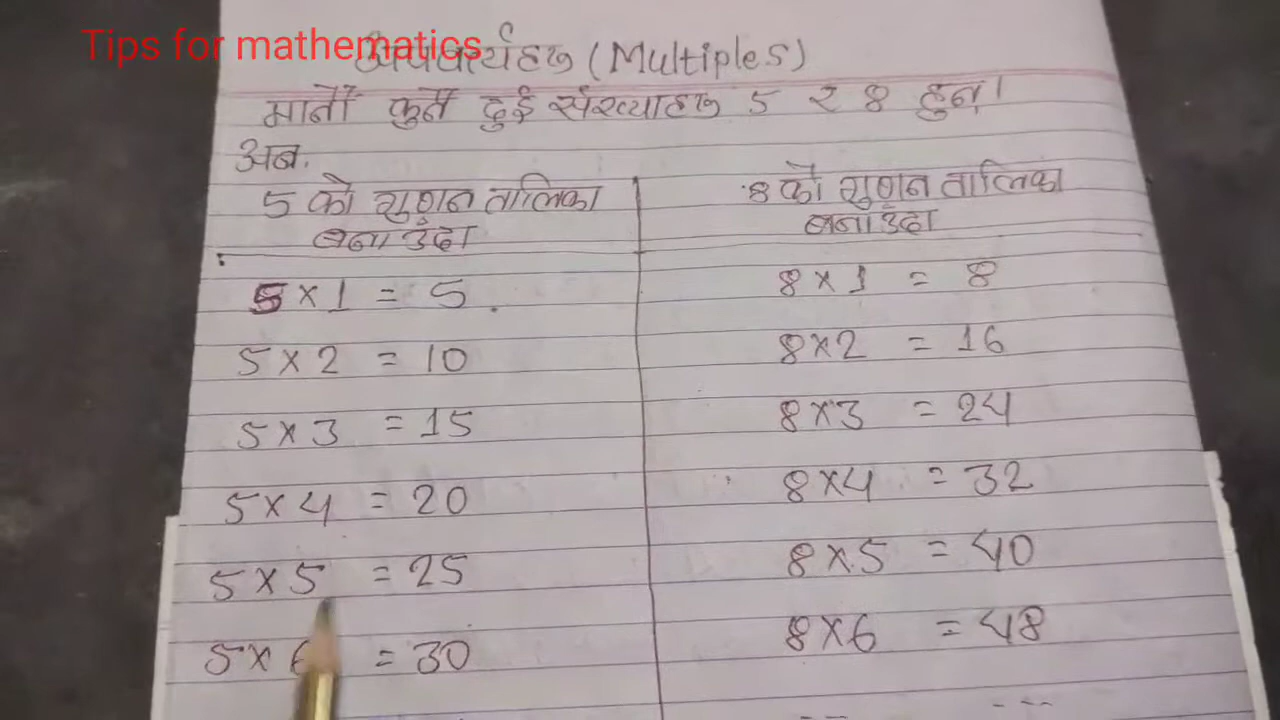 Tips for mathematics
अपवर्त्यहरू (Multiples)
मानौं कुनै दुई संख्याहरू 5 र 8 हुन्।
अब.
5 को गुणन तालिका
बनाउँदा
5 × 1 = 5
5 × 2 = 10
5 × 3 = 15
5 × 4 = 20
5 × 5 = 25
5 × 6 = 30
8 को गुणन तालिका
बनाउँदा
8 × 1 = 8
8 × 2 = 16
8 × 3 = 24
8 × 4 = 32
8 × 5 = 40
8 × 6 = 48